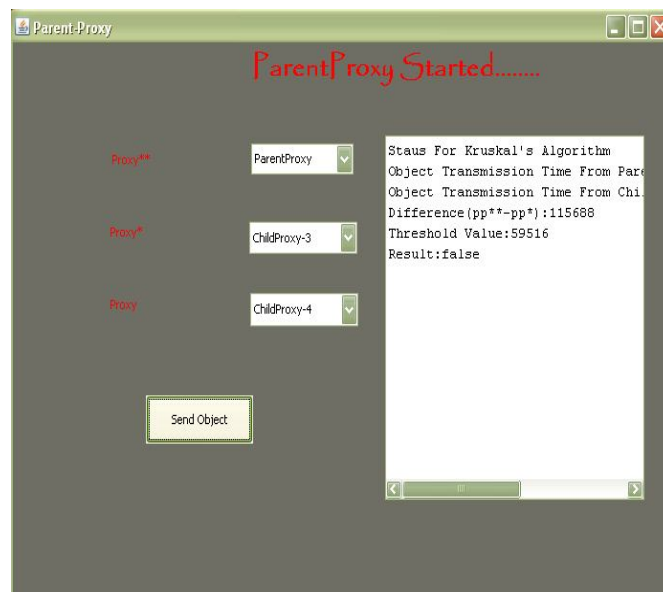 Parent-Proxy
ParentProxy Started........
Proxy**
ParentProxy
Proxy*
ChildProxy-3
Proxy
ChildProxy-4
Send Object
Staus For Kruskal's Algorithm
Object Transmission Time From Pare
Object Transmission Time From Chi
Difference(pp**-pp*):115688
Threshold Value:59516
Result:false